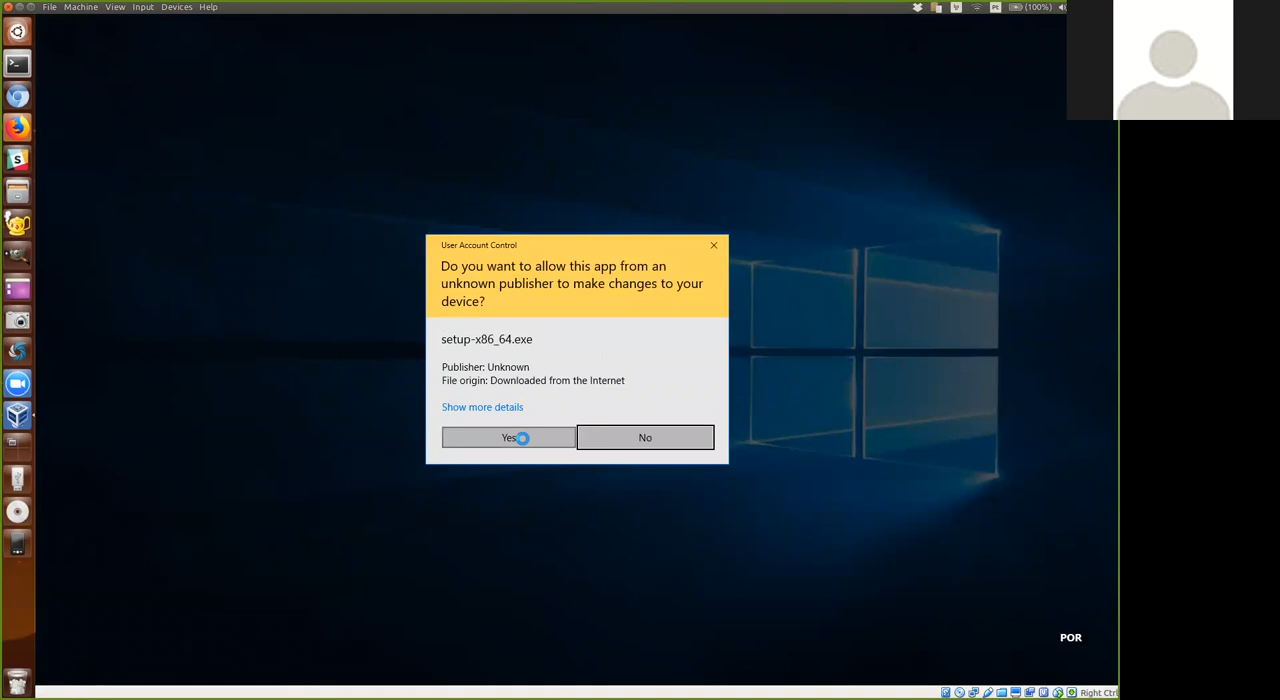 File Machine View Input Devices Help
Pt (100%)
User Account Control
Do you want to allow this app from an
unknown publisher to make changes to your
device?
setup-x86_64.exe
Publisher: Unknown
File origin: Downloaded from the Internet
Show more details
Yes No
POR
Right Ctrl